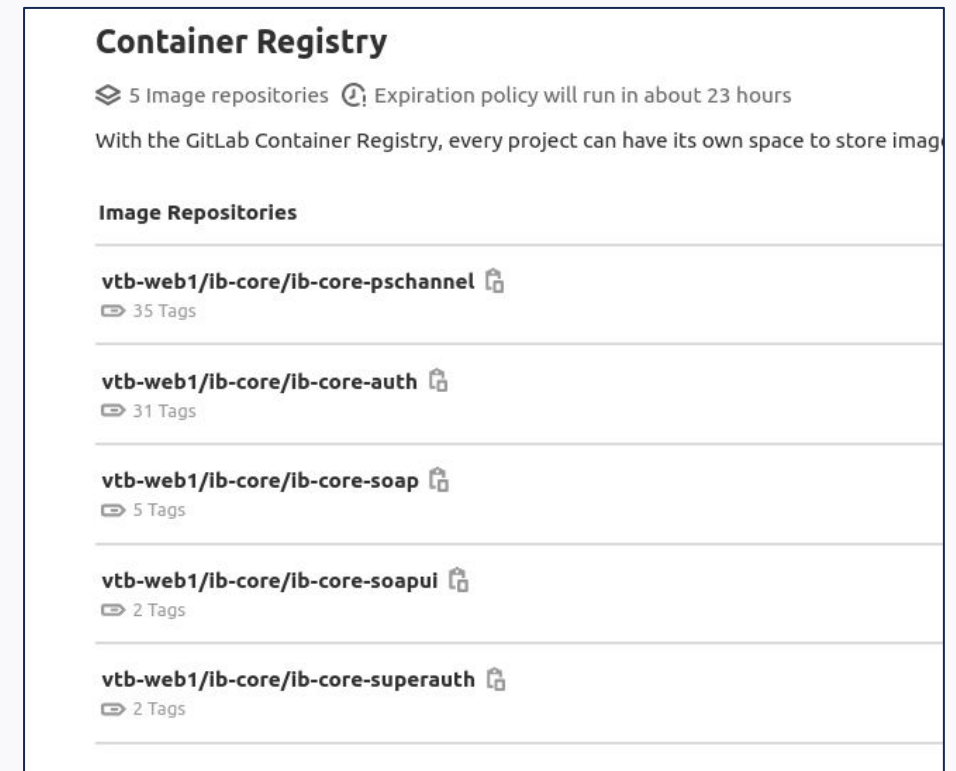 Container Registry
5 Image repositories Expiration policy will run in about 23 hours
With the GitLab Container Registry, every project can have its own space to store
Image Repositories
vtb-web1/ib-core/ib-core-pschannel
35 Tags
vtb-web1/ib-core/ib-core-auth
31 Tags
vtb-web1/ib-core/ib-core-soap
5 Tags
vtb-web1/ib-core/ib-core-soapui
2 Tags
vtb-web1/ib-core/ib-core-superauth
2 Tags